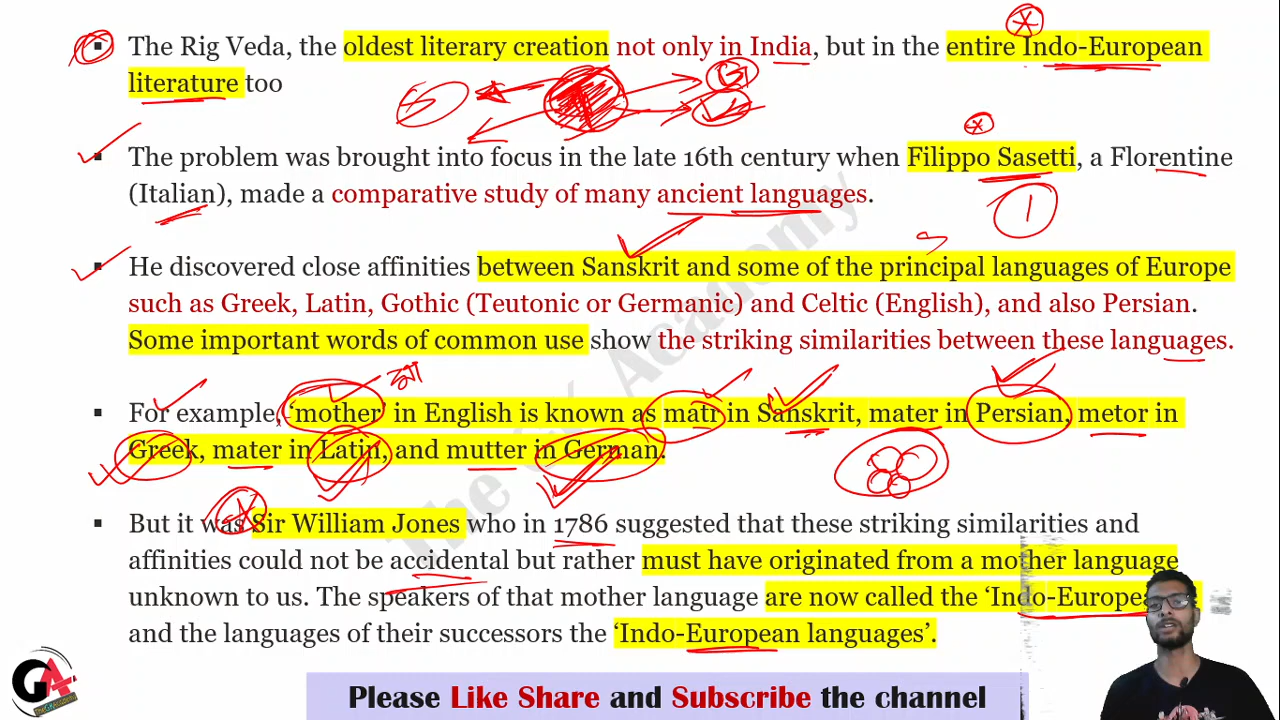 ▪ The Rig Veda, the oldest literary creation not only in India, but in the entire Indo-European
literature too
▪ The problem was brought into focus in the late 16th century when Filippo Sasetti, a Florentine
(Italian), made a comparative study of many ancient languages.
▪ He discovered close affinities between Sanskrit and some of the principal languages of Europe
such as Greek, Latin, Gothic (Teutonic or Germanic) and Celtic (English), and also Persian.
Some important words of common use show the striking similarities between these languages.
▪ For example, ‘mother’ in English is known as matr in Sanskrit, mater in Persian, metor in
Greek, mater in Latin, and mutter in German.
▪ But it was Sir William Jones who in 1786 suggested that these striking similarities and
affinities could not be accidental but rather must have originated from a mother language
unknown to us. The speakers of that mother language are now called the ‘Indo-Europe
and the languages of their successors the ‘Indo-European languages’.
Please Like Share and Subscribe the channel